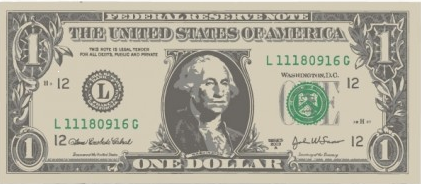 FEDERAL RESERVE NOTE
THE UNITED STATES OF AMERICA
1
1
THIS NOTE IS LEGAL TENDER
FOR ALL DEBTS, PUBLIC AND PRIVATE
L 11180916 G
WASHINGTON, D.C.
12
12
L
L 11180916 G
12
12
1
1
ONE DOLLAR